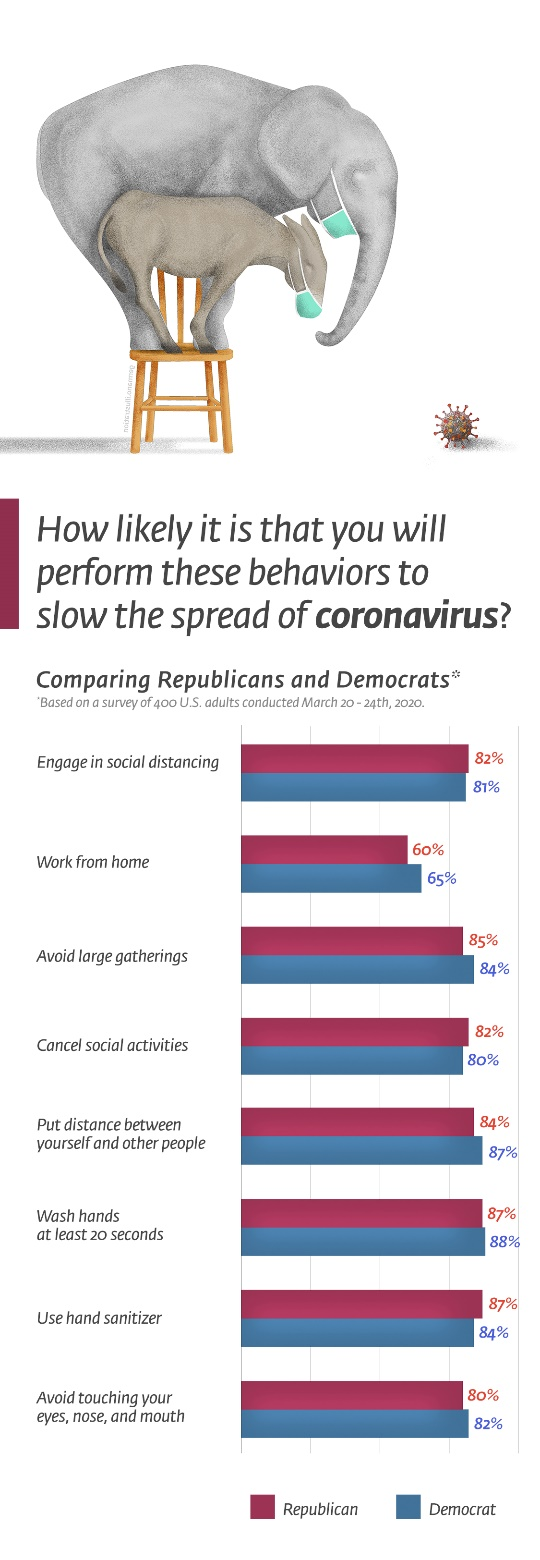 How likely it is that you will
perform these behaviors to
slow the spread of coronavirus?
Comparing Republicans and Democrats*
*Based on a survey of 400 U.S. adults conducted March 20 - 24th, 2020.
Engage in social distancing
82%
81%
Work from home
60%
65%
Avoid large gatherings
85%
84%
Cancel social activities
82%
80%
Put distance between
yourself and other people
84%
87%
Wash hands
at least 20 seconds
87%
88%
Use hand sanitizer
87%
84%
Avoid touching your
eyes, nose, and mouth
80%
82%
Republican
Democrat